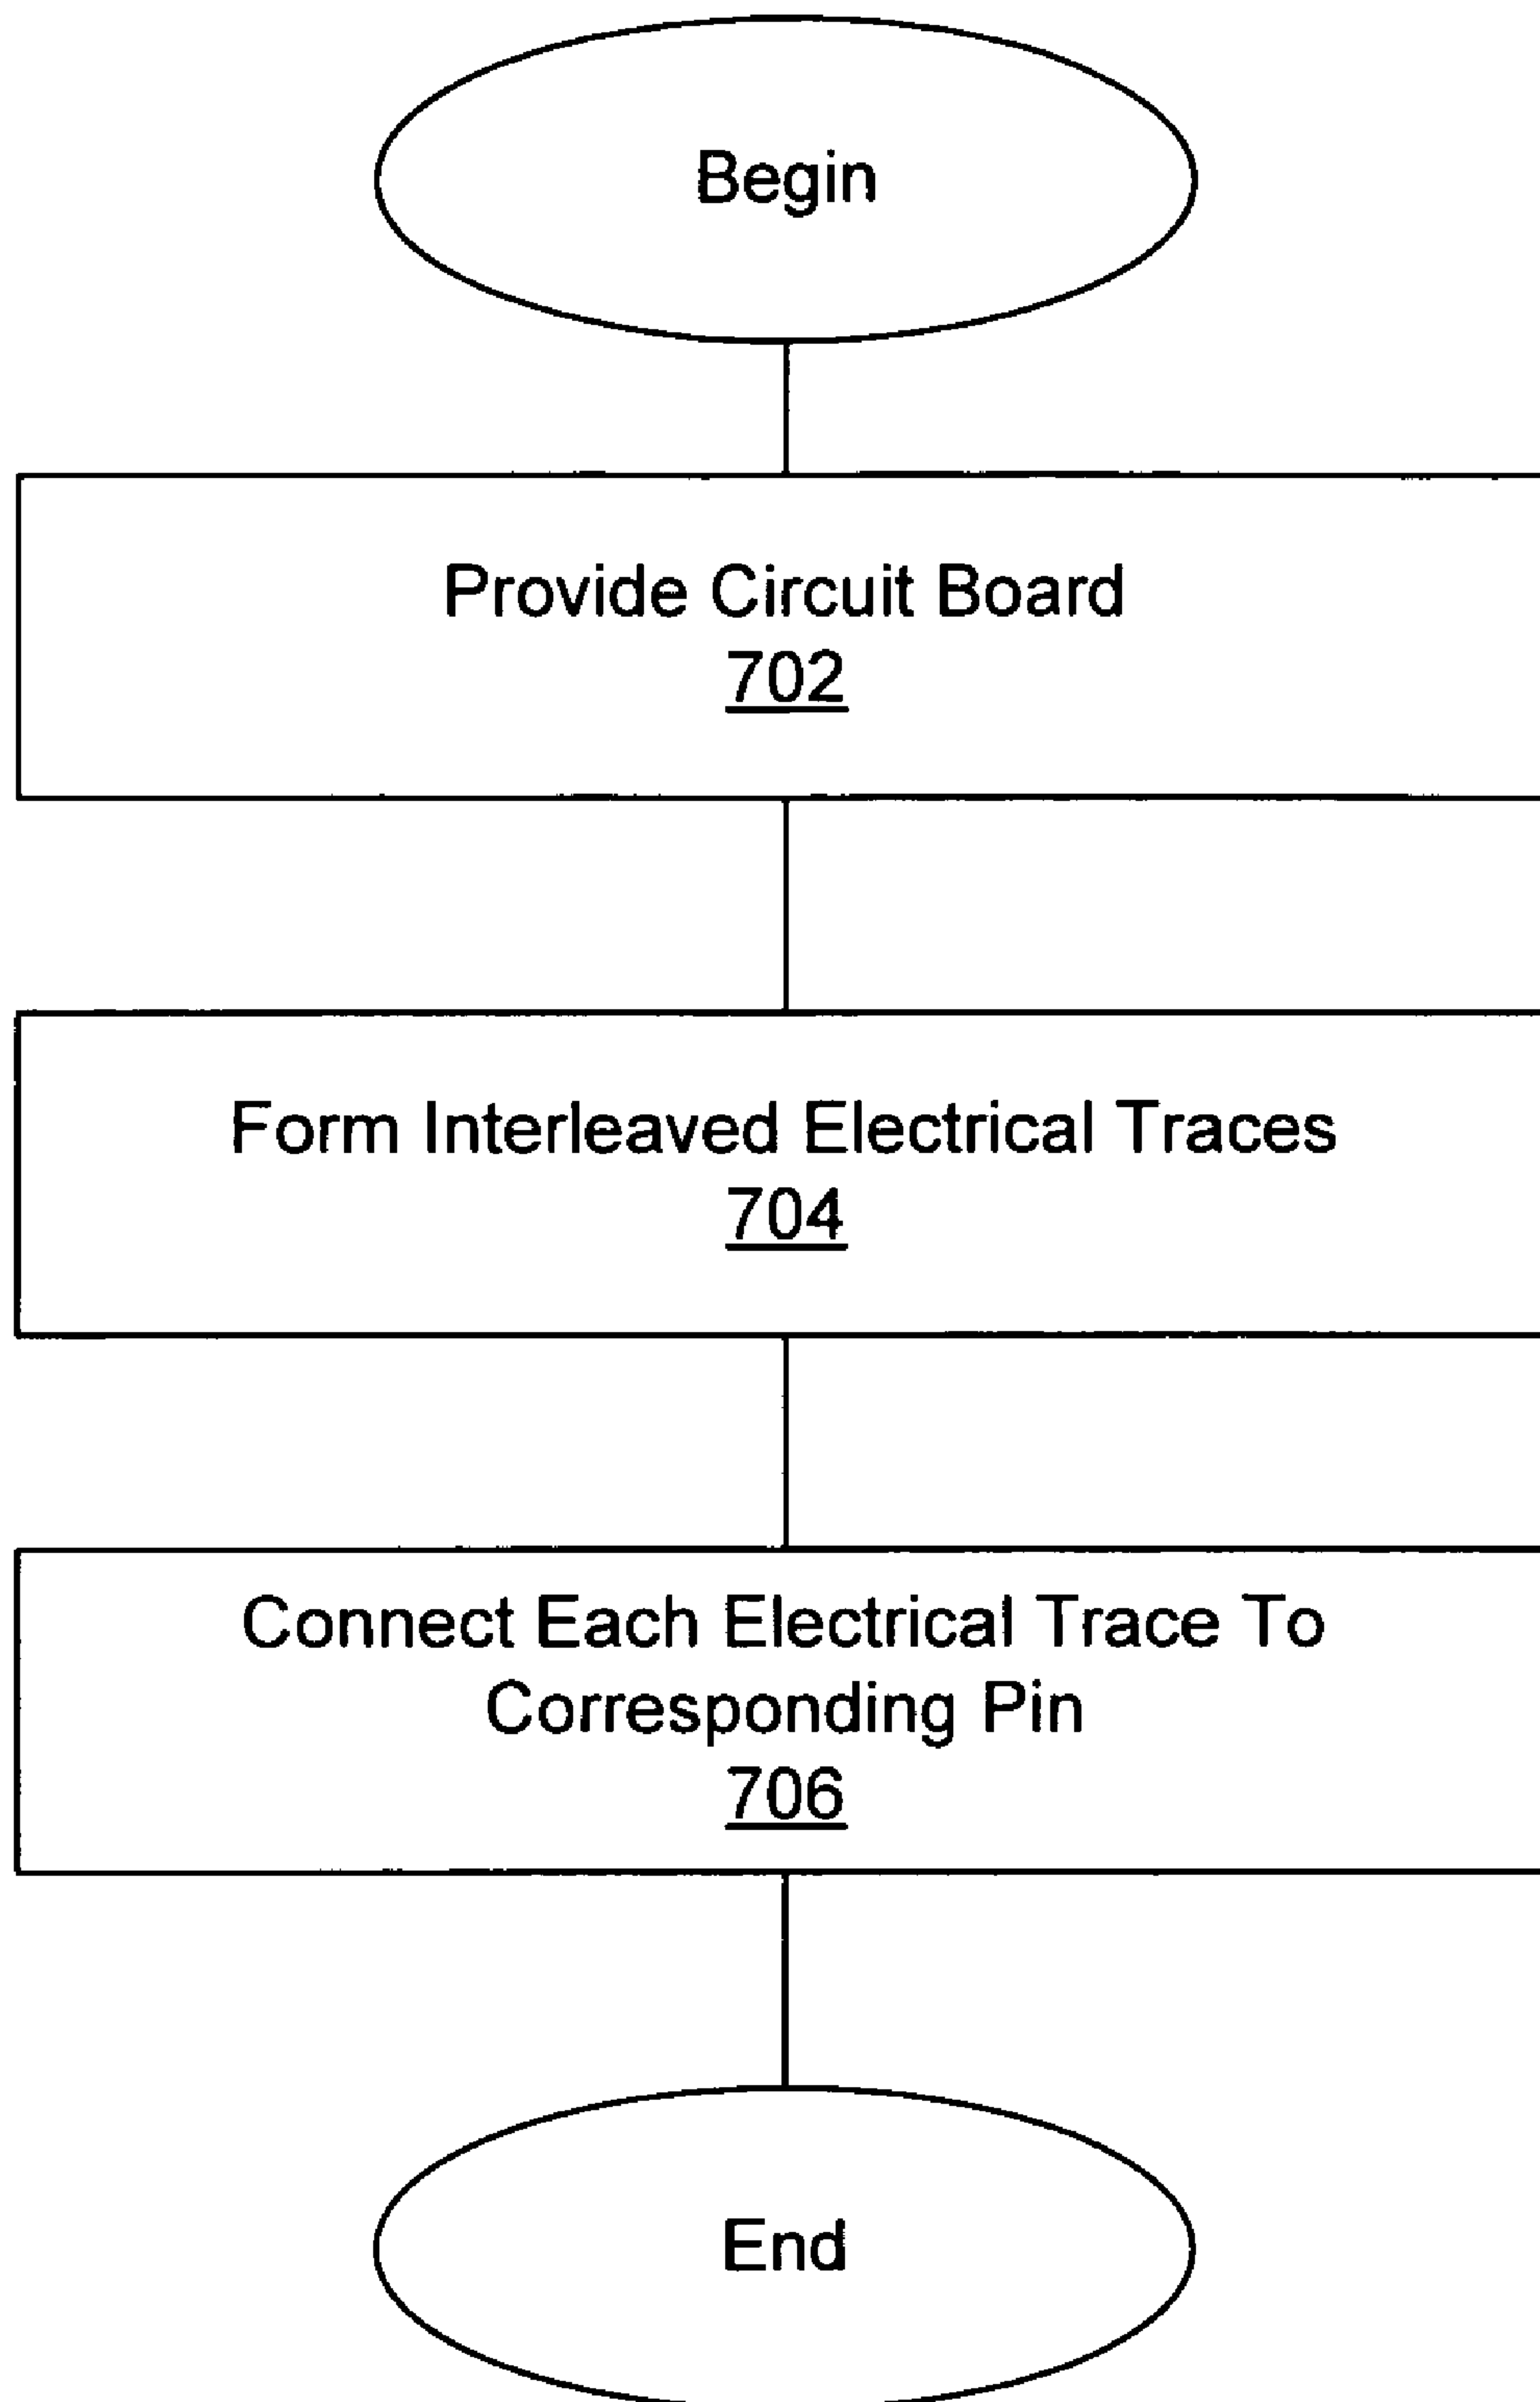 Begin
Provide Circuit Board
702
Form Interleaved Electrical Traces
704
Connect Each Electrical Trace To
Corresponding Pin
706
End